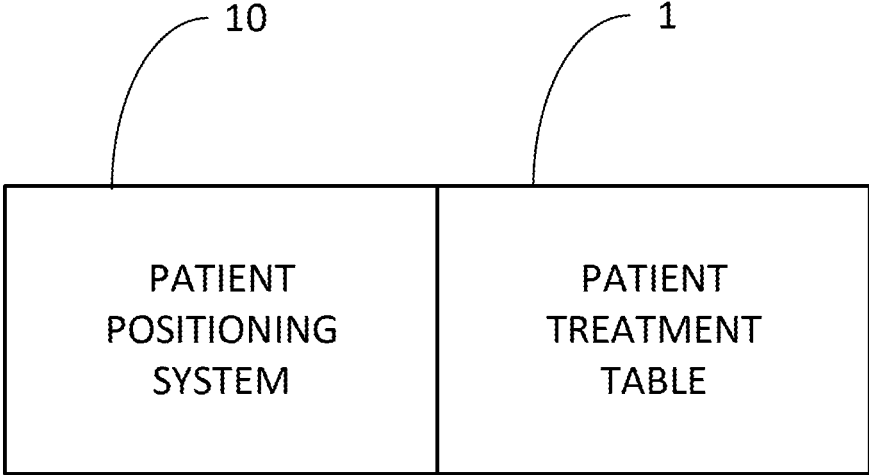 10
1
PATIENT
POSITIONING
SYSTEM
PATIENT
TREATMENT
TABLE